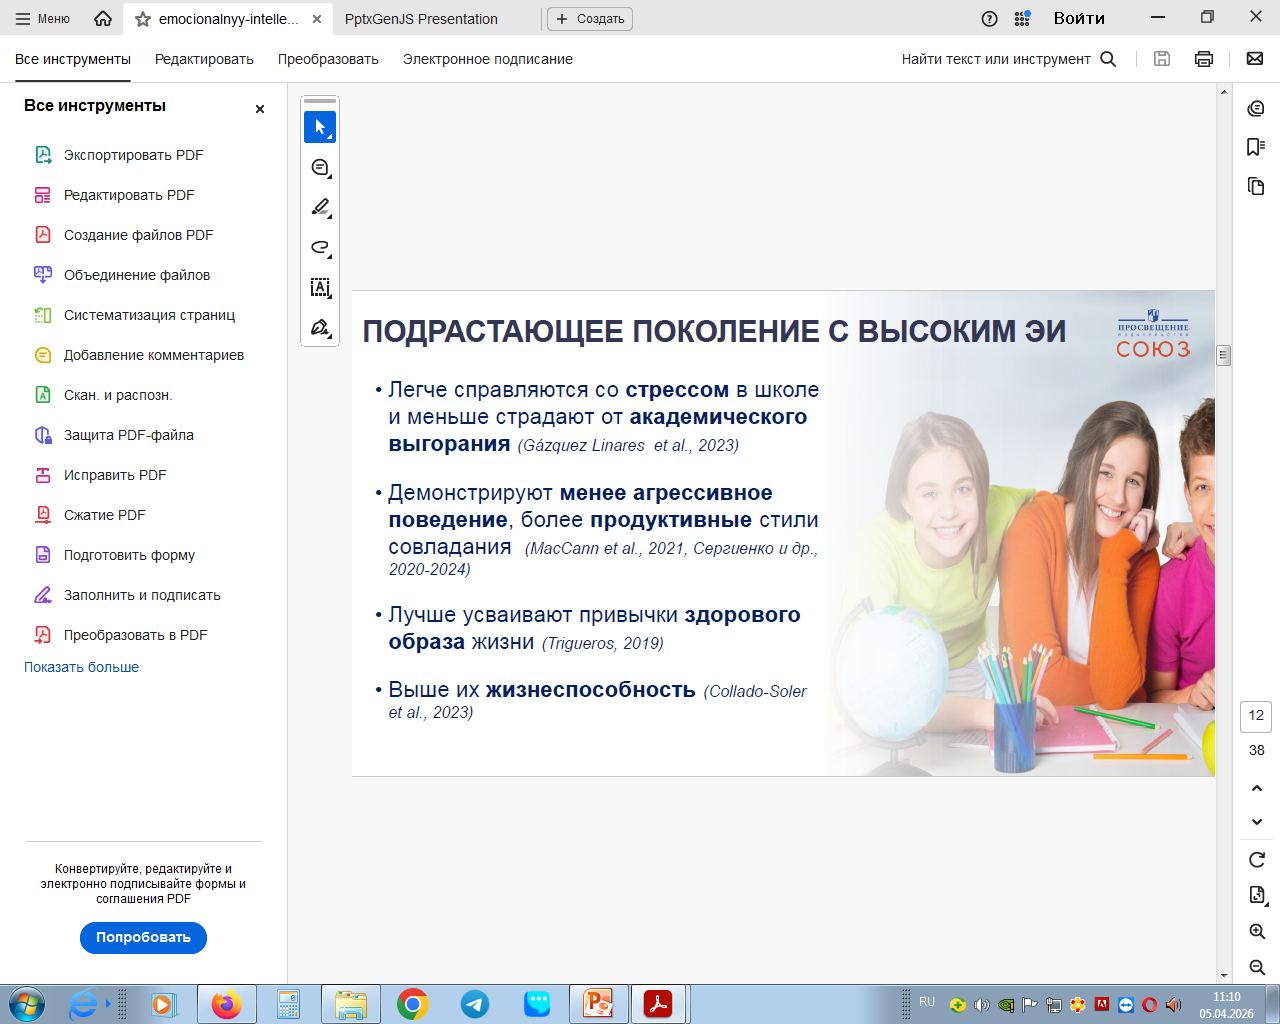 Меню
emocionalnyy-intelle...
PptxGenJS Presentation
Создать
Войти
Все инструменты
Редактировать
Преобразовать
Электронное подписание
Найти текст или инструмент
Все инструменты
Экспортировать PDF
Редактировать PDF
Создание файлов PDF
Объединение файлов
Систематизация страниц
Добавление комментариев
Скан. и распозн.
Защита PDF-файла
Исправить PDF
Сжатие PDF
Подготовить форму
Заполнить и подписать
Преобразовать в PDF
Показать больше
Конвертируйте, редактируйте и
электронно подписывайте формы и
соглашения PDF
Попробовать
ПОДРАСТАЮЩЕЕ ПОКОЛЕНИЕ С ВЫСОКИМ ЭИ
ПРОСВЕЩЕНИЕ
ИЗДАТЕЛЬСТВО
СОЮЗ
• Легче справляются со стрессом в школе
и меньше страдают от академического
выгорания (Gázquez Linares et al., 2023)
• Демонстрируют менее агрессивное
поведение, более продуктивные стили
совладания (MacCann et al., 2021, Сергиенко и др.,
2020-2024)
• Лучше усваивают привычки здорового
образа жизни (Trigueros, 2019)
• Выше их жизнеспособность (Collado-Soler
et al., 2023)
12
38
RU
11:10
05.04.2026